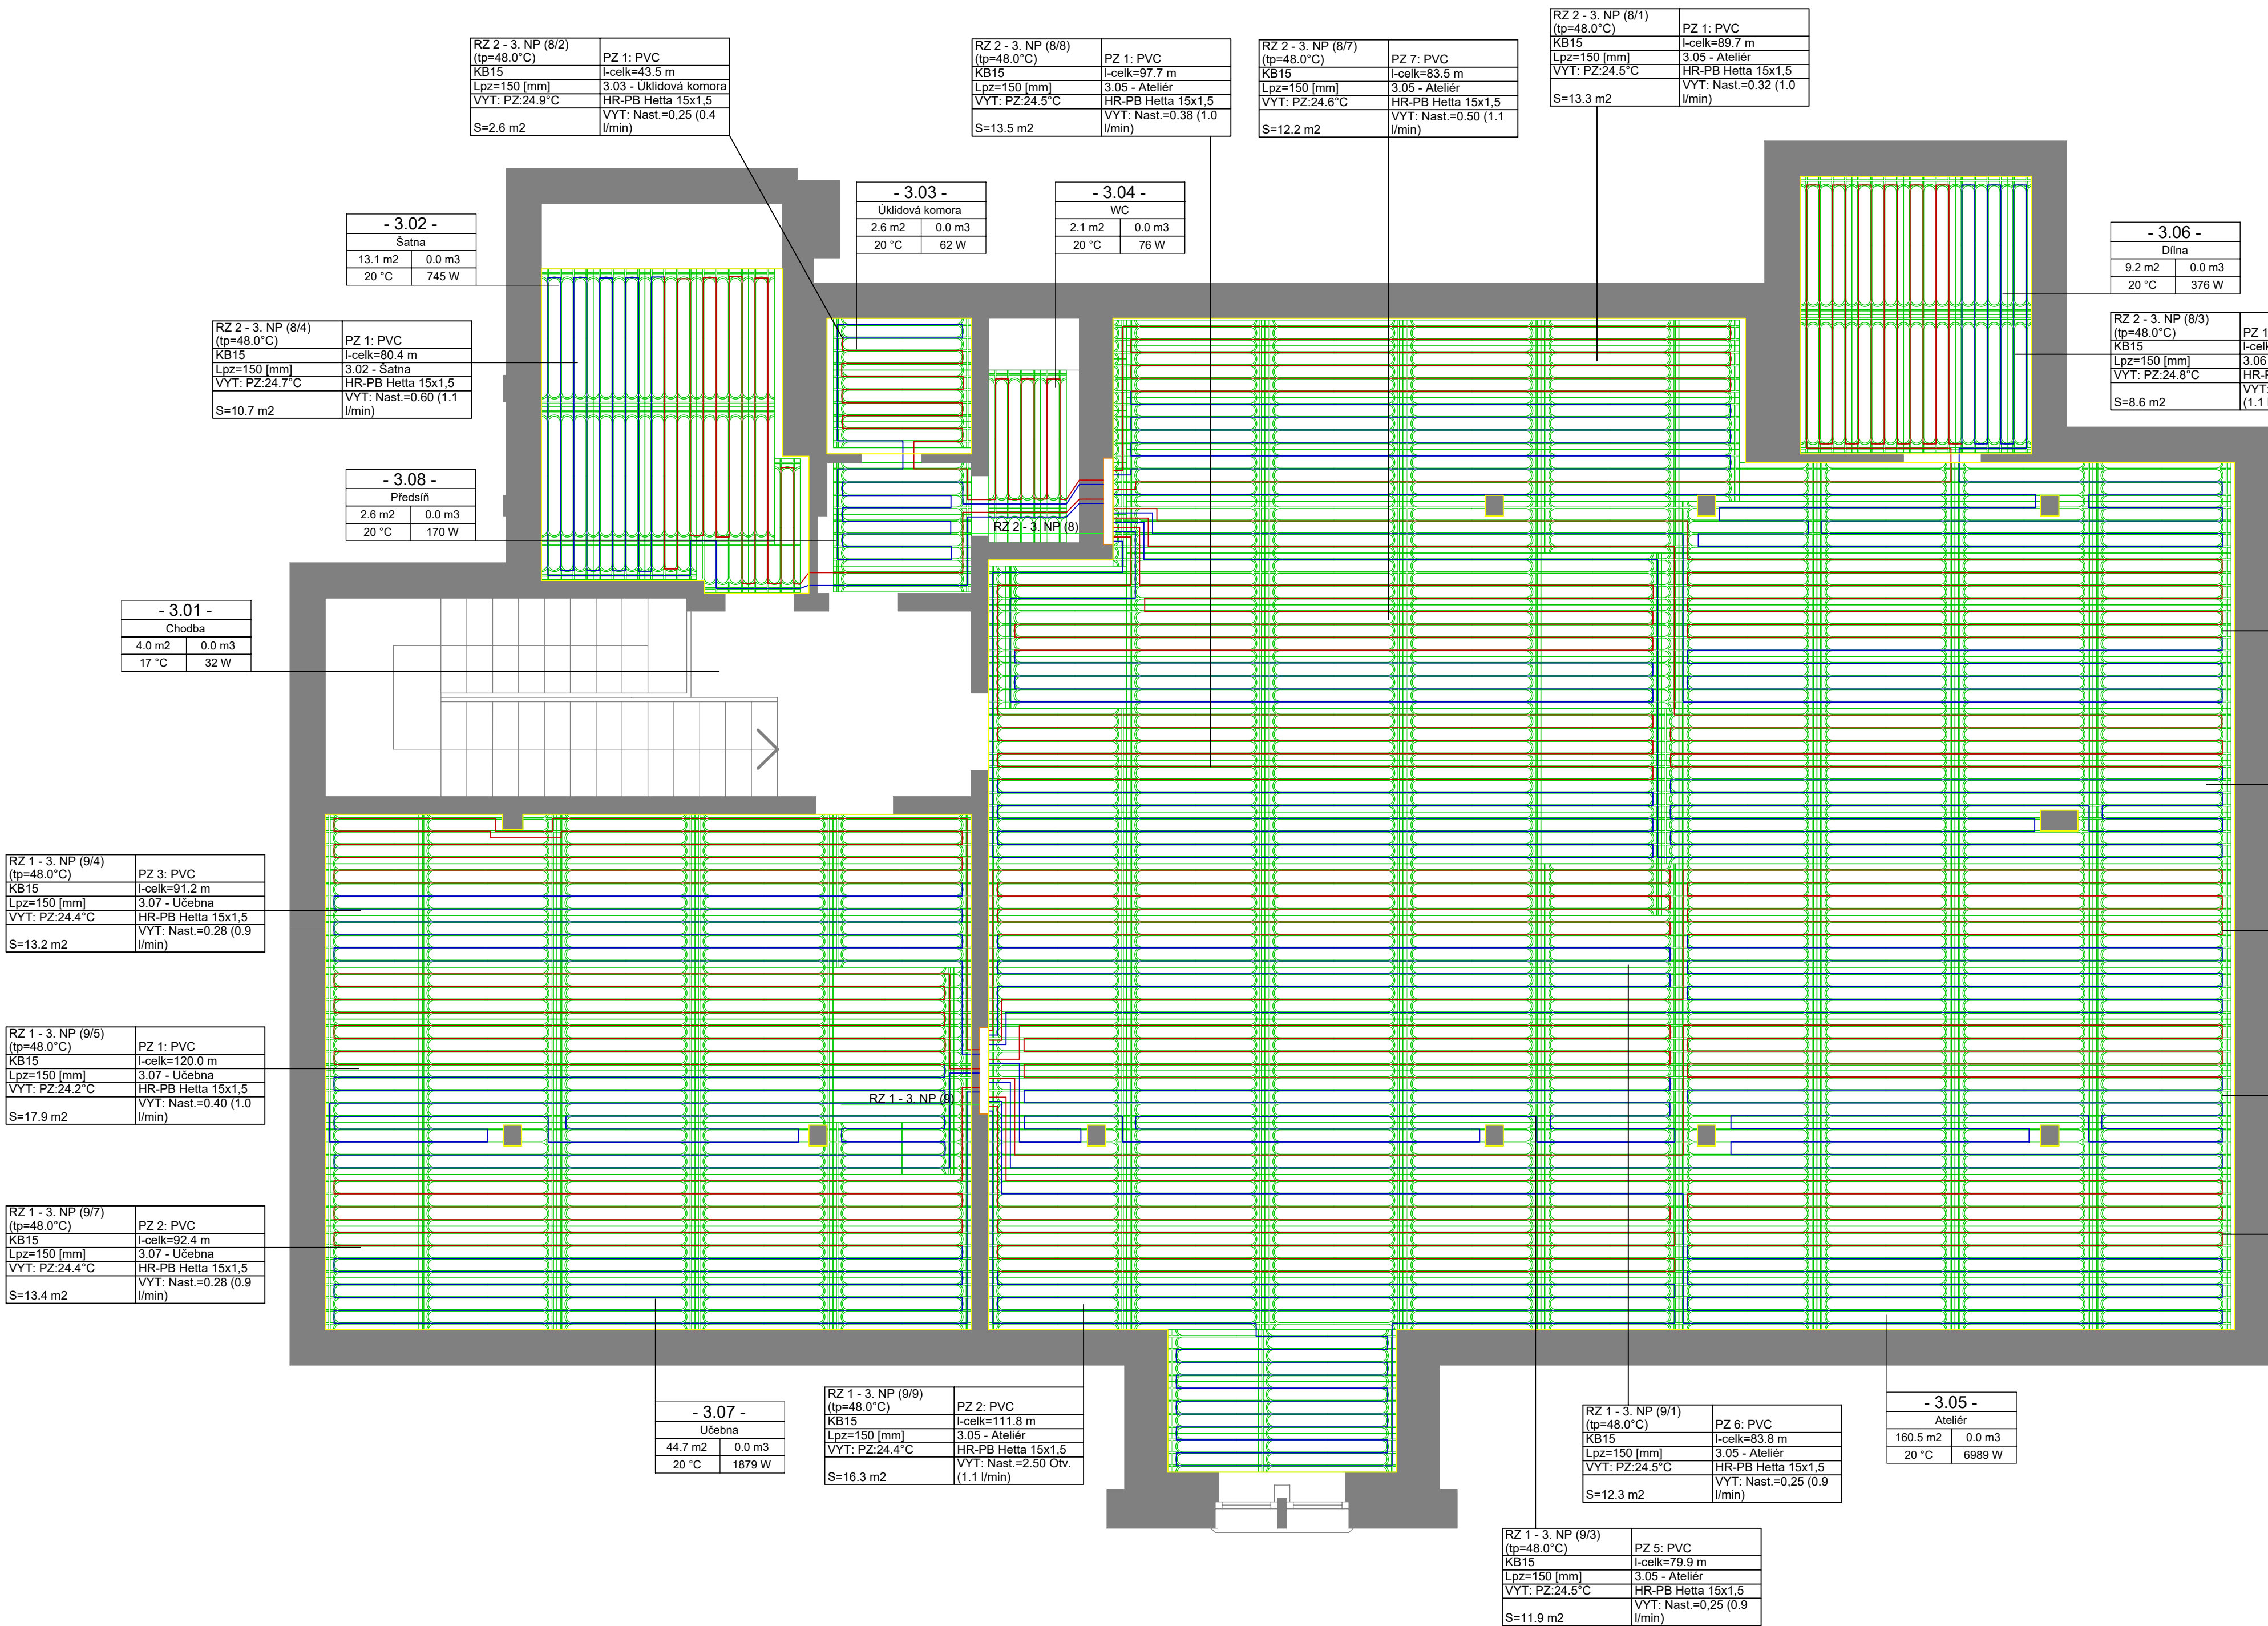 RZ 2 - 3. NP (8/2)
(tp=48.0°C) PZ 1: PVC
KB15 l-celk=43.5 m
Lpz=150 [mm] 3.03 - Úklidová komora
VYT: PZ:24.9°C HR-PB Hetta 15x1,5
VYT: Nast.=0,25 (0.4
S=2.6 m2 l/min)
RZ 2 - 3. NP (8/8)
(tp=48.0°C) PZ 1: PVC
KB15 l-celk=97.7 m
Lpz=150 [mm] 3.05 - Ateliér
VYT: PZ:24.5°C HR-PB Hetta 15x1,5
VYT: Nast.=0.38 (1.0
S=13.5 m2 l/min)
RZ 2 - 3. NP (8/7)
(tp=48.0°C) PZ 7: PVC
KB15 l-celk=83.5 m
Lpz=150 [mm] 3.05 - Ateliér
VYT: PZ:24.6°C HR-PB Hetta 15x1,5
VYT: Nast.=0.50 (1.1
S=12.2 m2 l/min)
RZ 2 - 3. NP (8/1)
(tp=48.0°C) PZ 1: PVC
KB15 l-celk=89.7 m
Lpz=150 [mm] 3.05 - Ateliér
VYT: PZ:24.5°C HR-PB Hetta 15x1,5
VYT: Nast.=0.32 (1.0
S=13.3 m2 l/min)
- 3.02 -
Šatna
13.1 m2 0.0 m3
20 °C 745 W
- 3.03 -
Úklidová komora
2.6 m2 0.0 m3
20 °C 62 W
- 3.04 -
WC
2.1 m2 0.0 m3
20 °C 76 W
- 3.06 -
Dílna
9.2 m2 0.0 m3
20 °C 376 W
RZ 2 - 3. NP (8/4)
(tp=48.0°C) PZ 1: PVC
KB15 l-celk=80.4 m
Lpz=150 [mm] 3.02 - Šatna
VYT: PZ:24.7°C HR-PB Hetta 15x1,5
VYT: Nast.=0.60 (1.1
S=10.7 m2 l/min)
RZ 2 - 3. NP (8/3)
(tp=48.0°C) PZ 1
KB15
Lpz=150 [mm] 3.06
VYT: PZ:24.8°C
VYT:
S=8.6 m2 (1.1
- 3.08 -
Předsíň
2.6 m2 0.0 m3
20 °C 170 W
RZ 2 - 3. NP (8)
- 3.01 -
Chodba
4.0 m2 0.0 m3
17 °C 32 W
RZ 1 - 3. NP (9/4)
(tp=48.0°C) PZ 3: PVC
KB15 l-celk=91.2 m
Lpz=150 [mm] 3.07 - Učebna
VYT: PZ:24.4°C HR-PB Hetta 15x1,5
VYT: Nast.=0.28 (0.9
S=13.2 m2 l/min)
RZ 1 - 3. NP (9/5)
(tp=48.0°C) PZ 1: PVC
KB15 l-celk=120.0 m
Lpz=150 [mm] 3.07 - Učebna
VYT: PZ:24.2°C HR-PB Hetta 15x1,5
VYT: Nast.=0.40 (1.0
S=17.9 m2 l/min)
RZ 1 - 3. NP (9)
RZ 1 - 3. NP (9/7)
(tp=48.0°C) PZ 2: PVC
KB15 l-celk=92.4 m
Lpz=150 [mm] 3.07 - Učebna
VYT: PZ:24.4°C HR-PB Hetta 15x1,5
VYT: Nast.=0.28 (0.9
S=13.4 m2 l/min)
- 3.07 -
Učebna
44.7 m2 0.0 m3
20 °C 1879 W
RZ 1 - 3. NP (9/9)
(tp=48.0°C) PZ 2: PVC
KB15 l-celk=111.8 m
Lpz=150 [mm] 3.05 - Ateliér
VYT: PZ:24.4°C HR-PB Hetta 15x1,5
VYT: Nast.=2.50 Otv.
S=16.3 m2 (1.1 l/min)
RZ 1 - 3. NP (9/1)
(tp=48.0°C) PZ 6: PVC
KB15 l-celk=83.8 m
Lpz=150 [mm] 3.05 - Ateliér
VYT: PZ:24.5°C HR-PB Hetta 15x1,5
VYT: Nast.=0,25 (0.9
S=12.3 m2 l/min)
- 3.05 -
Ateliér
160.5 m2 0.0 m3
20 °C 6989 W
RZ 1 - 3. NP (9/3)
(tp=48.0°C) PZ 5: PVC
KB15 l-celk=79.9 m
Lpz=150 [mm] 3.05 - Ateliér
VYT: PZ:24.5°C HR-PB Hetta 15x1,5
VYT: Nast.=0,25 (0.9
S=11.9 m2 l/min)